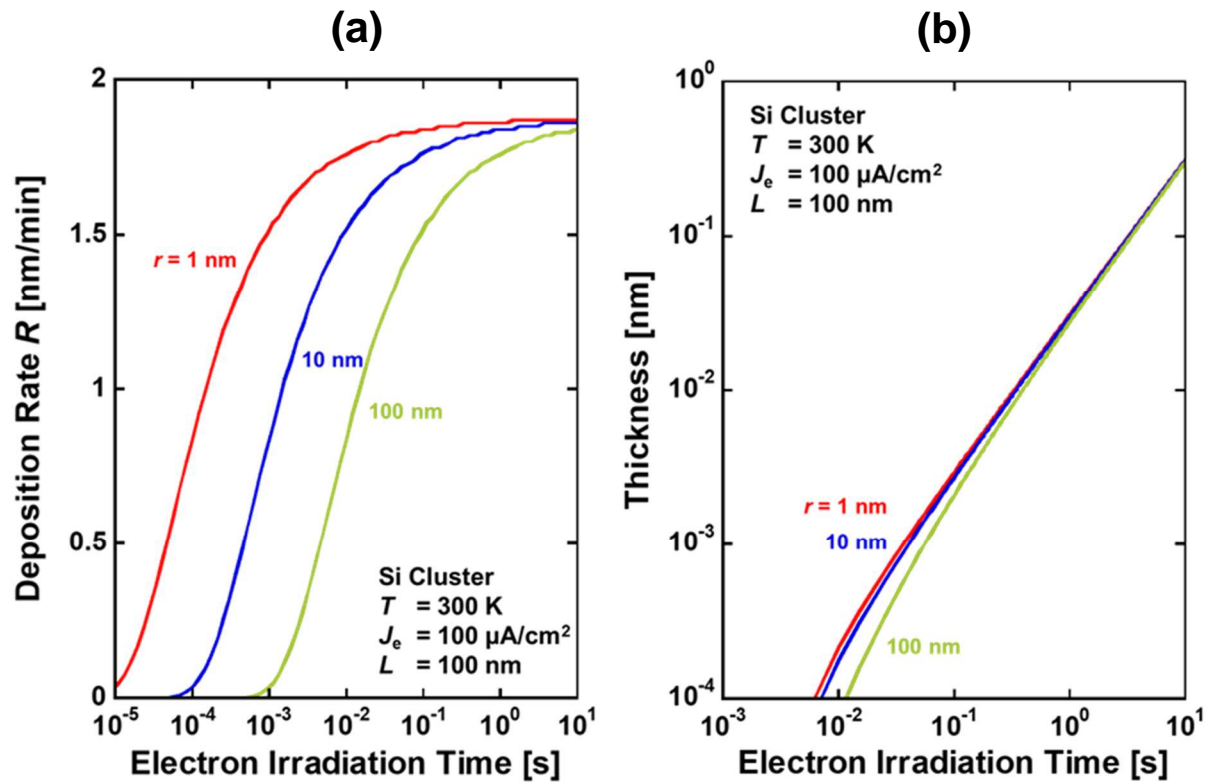 (a)
Deposition Rate R [nm/min]
2
1.5
1
0.5
0
r = 1 nm
10 nm
100 nm
Si Cluster
T = 300 K
Je = 100 μA/cm²
L = 100 nm
10⁻⁵ 10⁻⁴ 10⁻³ 10⁻² 10⁻¹ 10⁰ 10¹
Electron Irradiation Time [s]
(b)
Thickness [nm]
10⁰
10⁻¹
10⁻²
10⁻³
10⁻⁴
Si Cluster
T = 300 K
Je = 100 μA/cm²
L = 100 nm
r = 1 nm
10 nm
100 nm
10⁻³ 10⁻² 10⁻¹ 10⁰ 10¹
Electron Irradiation Time [s]